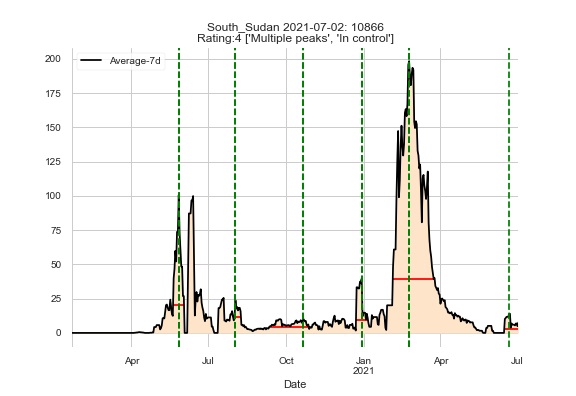 South_Sudan 2021-07-02: 10866
Rating:4 ['Multiple peaks', 'In control']
Average-7d
200
175
150
125
100
75
50
25
0
Apr Jul Oct Jan Apr Jul
2021
Date